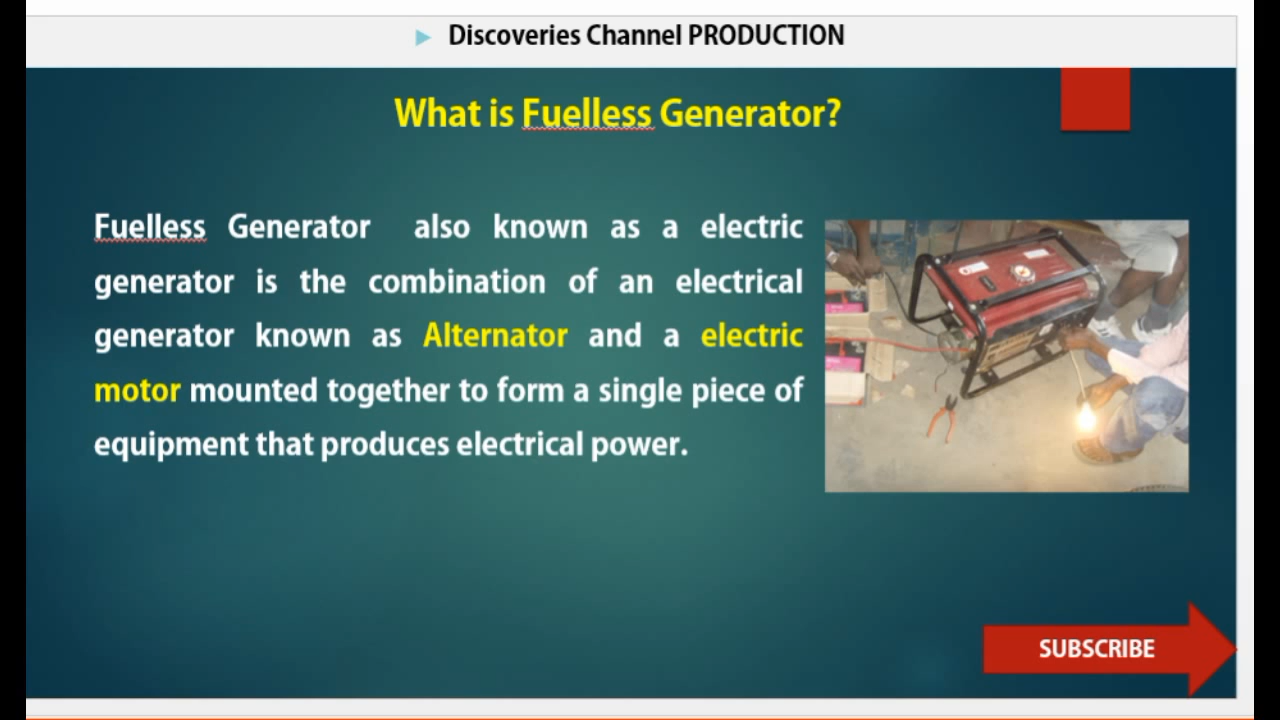 Discoveries Channel PRODUCTION
What is Fuelless Generator?
Fuelless Generator also known as a electric
generator is the combination of an electrical
generator known as Alternator and a electric
motor mounted together to form a single piece of
equipment that produces electrical power.
SUBSCRIBE